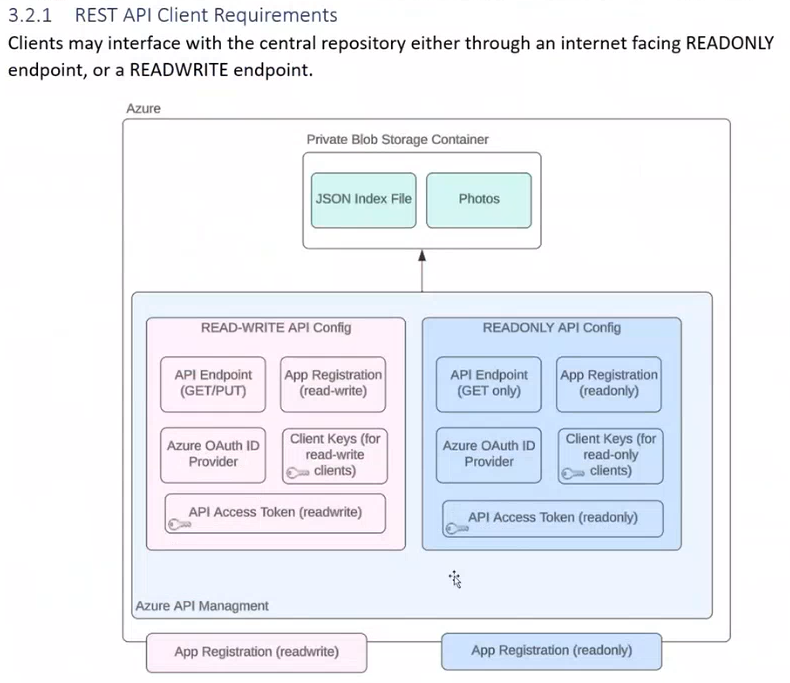 3.2.1 REST API Client Requirements
Clients may interface with the central repository either through an internet facing READONLY
endpoint, or a READWRITE endpoint.
Azure
Private Blob Storage Container
JSON Index File
Photos
READ-WRITE API Config
API Endpoint
(GET/PUT)
App Registration
(read-write)
Azure OAuth ID
Provider
Client Keys (for
read-write
clients)
API Access Token (readwrite)
READONLY API Config
API Endpoint
(GET only)
App Registration
(readonly)
Azure OAuth ID
Provider
Client Keys (for
read-only
clients)
API Access Token (readonly)
Azure API Managment
App Registration (readwrite)
App Registration (readonly)